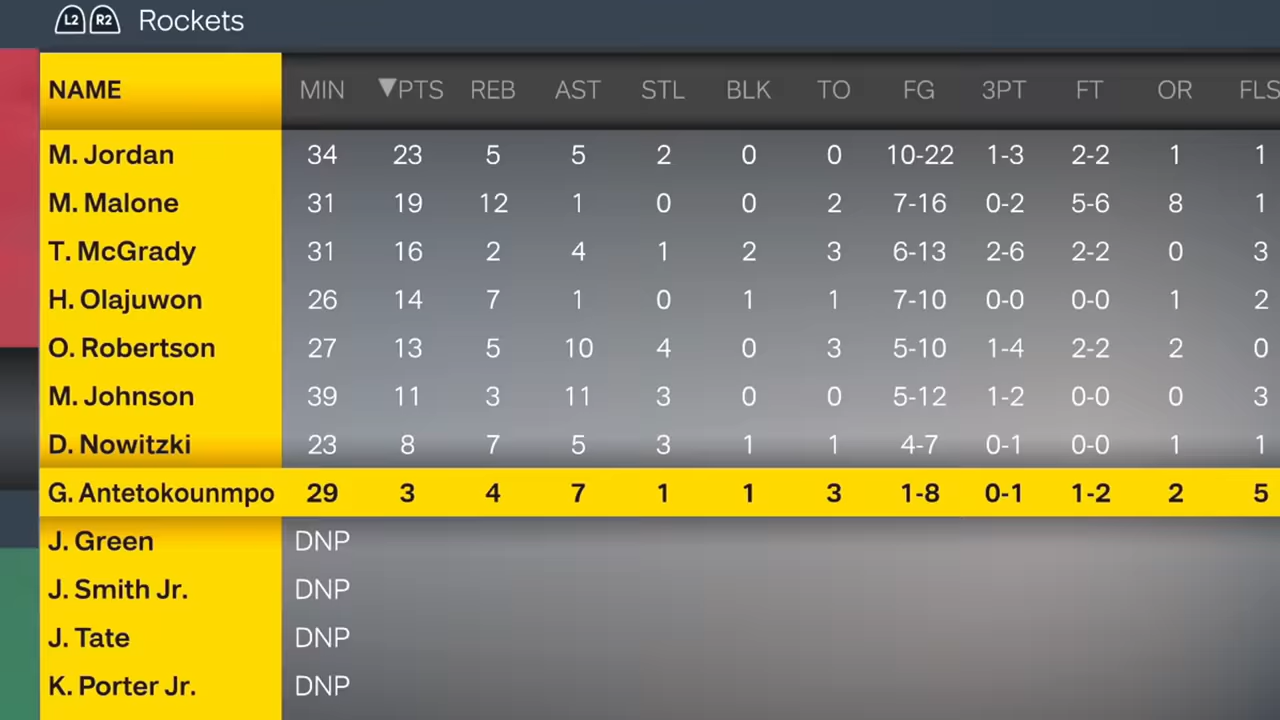 L2 R2 Rockets
NAME MIN ▼PTS REB AST STL BLK TO FG 3PT FT OR FLS
M. Jordan 34 23 5 5 2 0 0 10-22 1-3 2-2 1 1
M. Malone 31 19 12 1 0 0 2 7-16 0-2 5-6 8 1
T. McGrady 31 16 2 4 1 2 3 6-13 2-6 2-2 0 3
H. Olajuwon 26 14 7 1 0 1 1 7-10 0-0 0-0 1 2
O. Robertson 27 13 5 10 4 0 3 5-10 1-4 2-2 2 0
M. Johnson 39 11 3 11 3 0 0 5-12 1-2 0-0 0 3
D. Nowitzki 23 8 7 5 3 1 1 4-7 0-1 0-0 1 1
G. Antetokounmpo 29 3 4 7 1 1 3 1-8 0-1 1-2 2 5
J. Green DNP
J. Smith Jr. DNP
J. Tate DNP
K. Porter Jr. DNP